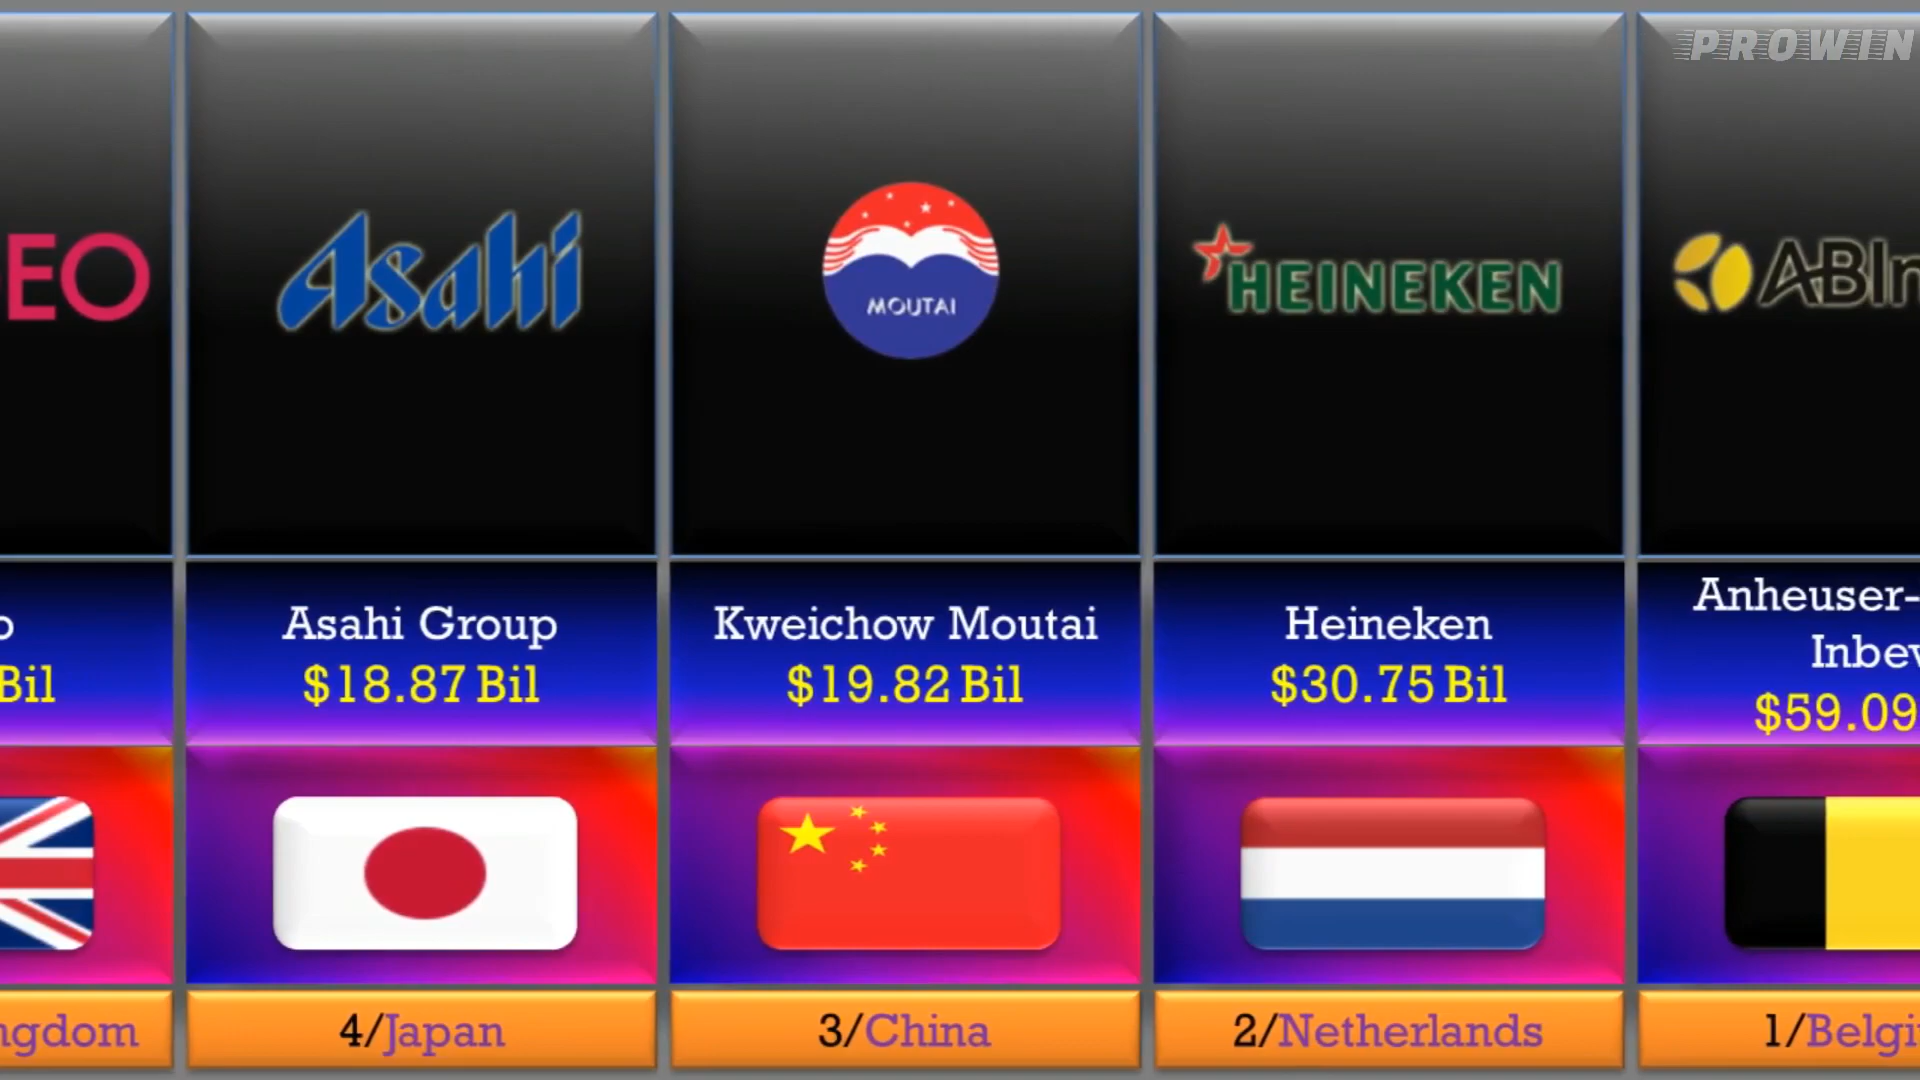 PROWIN
EO
Asahi
MOUTAI
HEINEKEN
ABIn
o
Bil
Asahi Group
$18.87 Bil
Kweichow Moutai
$19.82 Bil
Heineken
$30.75 Bil
Anheuser-
Inbev
$59.09
ngdom
4/Japan
3/China
2/Netherlands
1/Belgi